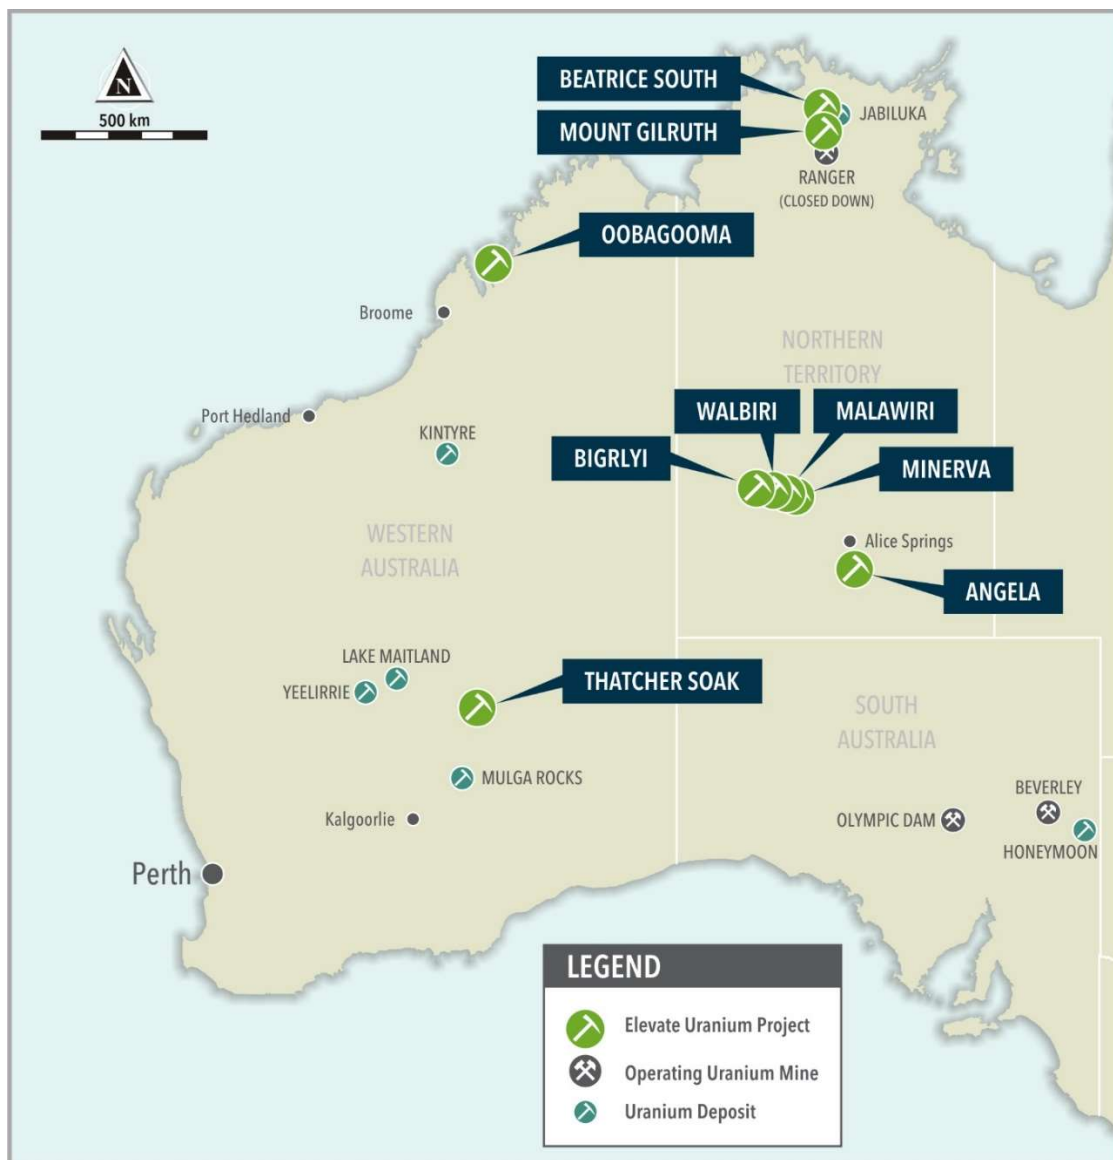 N
500 km
BEATRICE SOUTH
JABILUKA
MOUNT GILRUTH
RANGER
(CLOSED DOWN)
OOBAGOOMA
Broome
NORTHERN
TERRITORY
Port Hedland
WALBIRI
MALAWIRI
KINTYRE
BIGRLYI
MINERVA
WESTERN
AUSTRALIA
Alice Springs
ANGELA
LAKE MAITLAND
YEELIRRIE
THATCHER SOAK
SOUTH
AUSTRALIA
MULGA ROCKS
BEVERLEY
Kalgoorlie
OLYMPIC DAM
HONEYMOON
Perth
LEGEND
Elevate Uranium Project
Operating Uranium Mine
Uranium Deposit